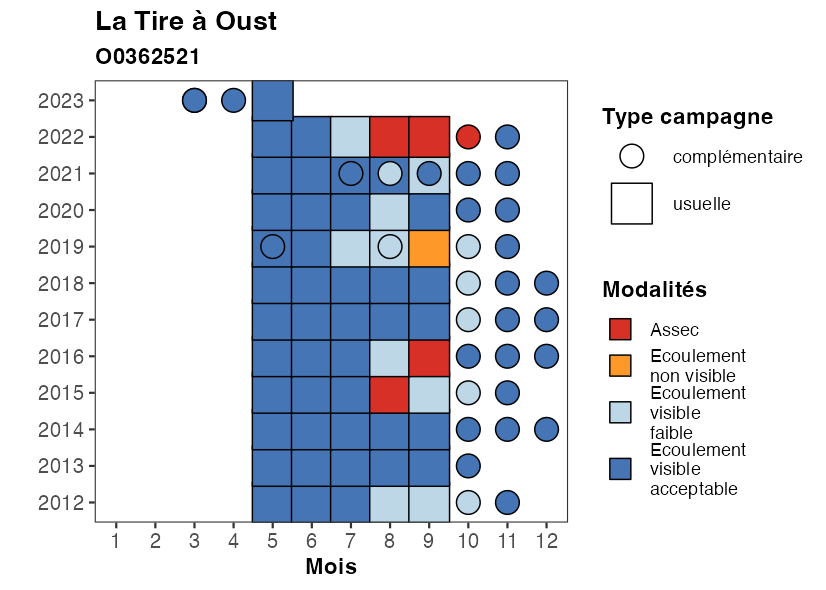 La Tire à Oust
O0362521
2023
2022
2021
2020
2019
2018
2017
2016
2015
2014
2013
2012
1 2 3 4 5 6 7 8 9 10 11 12
Mois
Type campagne
complémentaire
usuelle
Modalités
Assec
Ecoulement
non visible
Ecoulement
visible
faible
Ecoulement
visible
acceptable